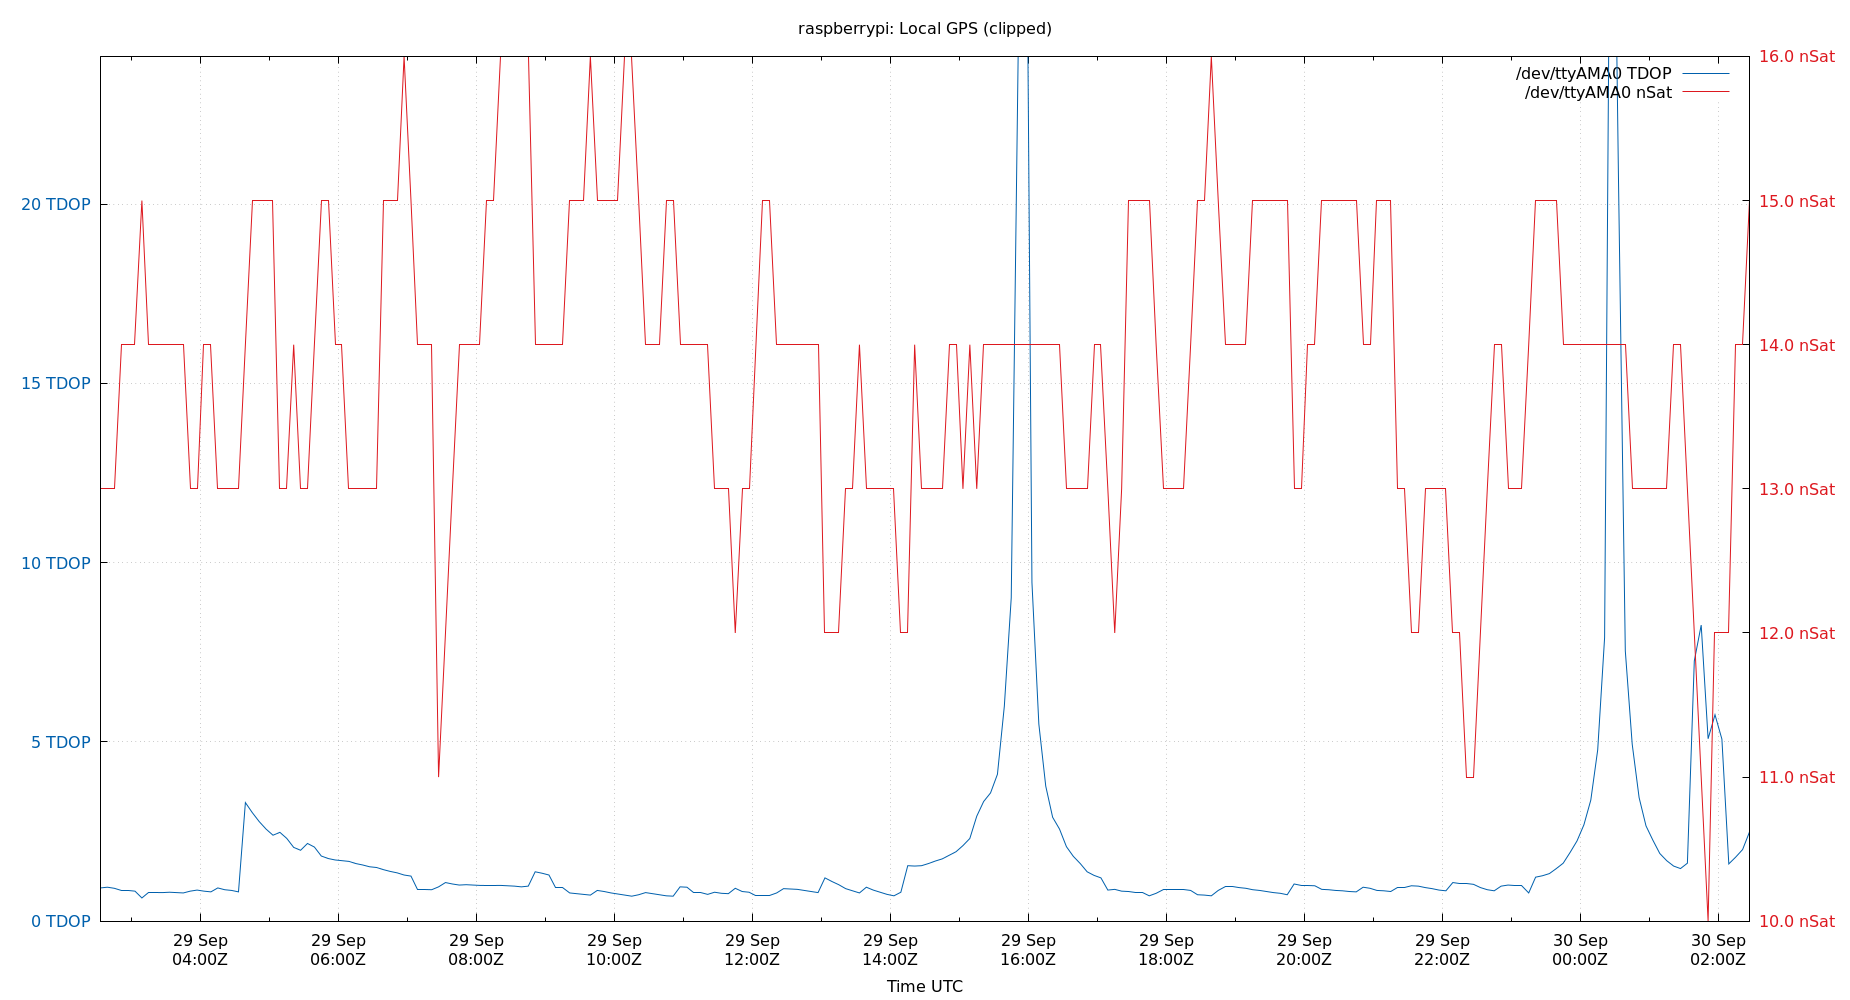 raspberrypi: Local GPS (clipped)
16.0 nSat
/dev/ttyAMA0 TDOP
/dev/ttyAMA0 nSat
20 TDOP
15.0 nSat
14.0 nSat
15 TDOP
13.0 nSat
10 TDOP
12.0 nSat
5 TDOP
11.0 nSat
0 TDOP
10.0 nSat
29 Sep 29 Sep 29 Sep 29 Sep 29 Sep 29 Sep 29 Sep 29 Sep 29 Sep 29 Sep 30 Sep 30 Sep
04:00Z 06:00Z 08:00Z 10:00Z 12:00Z 14:00Z 16:00Z 18:00Z 20:00Z 22:00Z 00:00Z 02:00Z
Time UTC